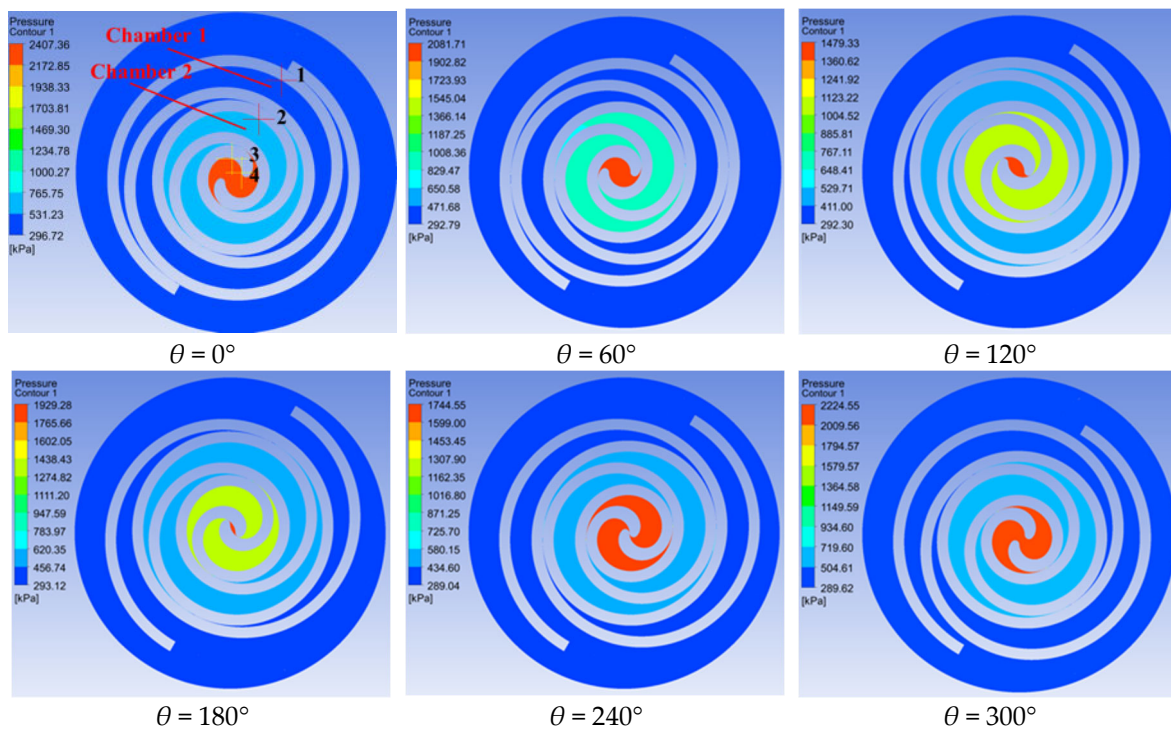 Pressure
Contour 1
2407.36
2172.85
1938.33
1703.81
1469.30
1234.78
1000.27
765.75
531.23
296.72
[kPa]
Chamber 1
Chamber 2
1
2
3
4
θ = 0°
Pressure
Contour 1
2081.71
1902.82
1723.93
1545.04
1366.14
1187.25
1008.36
829.47
650.58
471.68
292.79
[kPa]
θ = 60°
Pressure
Contour 1
1479.33
1360.62
1241.92
1123.22
1004.52
885.81
767.11
648.41
529.71
411.00
292.30
[kPa]
θ = 120°
Pressure
Contour 1
1929.28
1765.66
1602.05
1438.43
1274.82
1111.20
947.59
783.97
620.35
456.74
293.12
[kPa]
θ = 180°
Pressure
Contour 1
1744.55
1599.00
1453.45
1307.90
1162.35
1016.80
871.25
725.70
580.15
434.60
289.04
[kPa]
θ = 240°
Pressure
Contour 1
2224.55
2009.56
1794.57
1579.57
1364.58
1149.59
934.60
719.60
504.61
289.62
[kPa]
θ = 300°